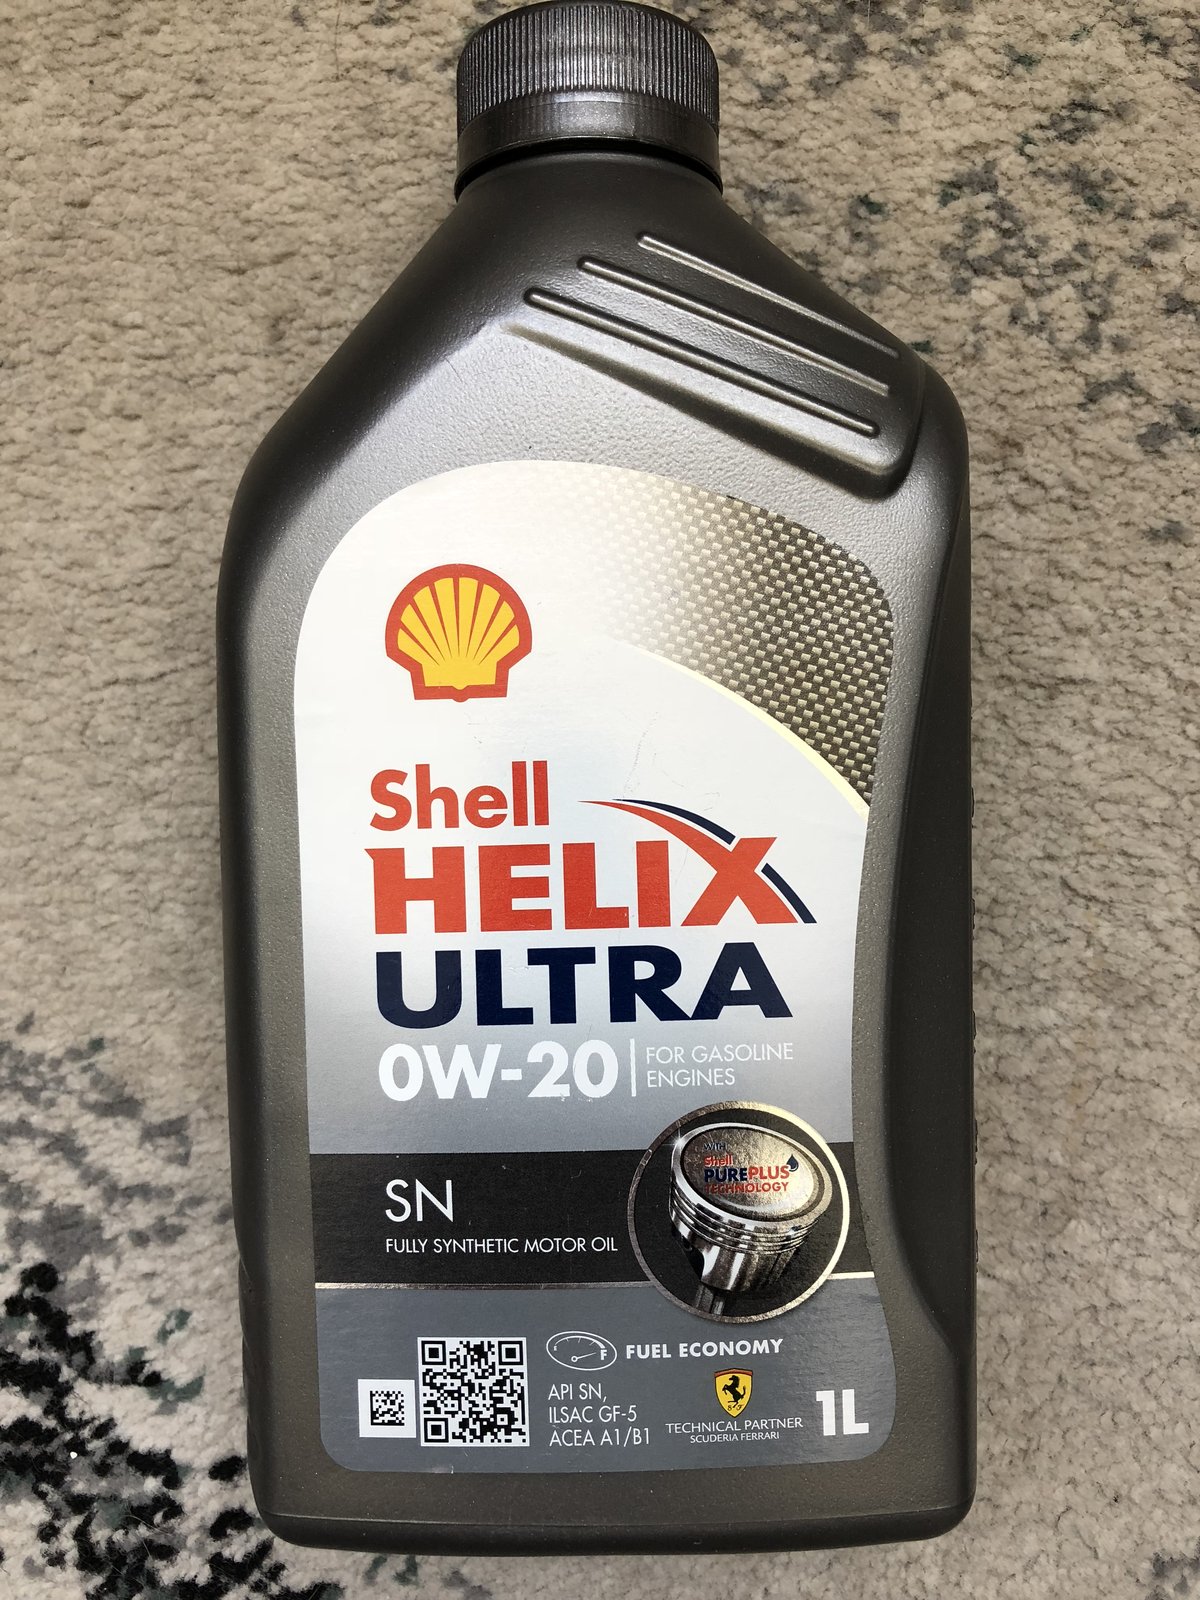 Shell
HELIX
ULTRA
0W-20
FOR GASOLINE
ENGINES
WITH
Shell
PUREPLUS
TECHNOLOGY
SN
FULLY SYNTHETIC MOTOR OIL
F
FUEL ECONOMY
API SN,
ILSAC GF-5
ACEA A1/B1
TECHNICAL PARTNER
SCUDERIA FERRARI
1L